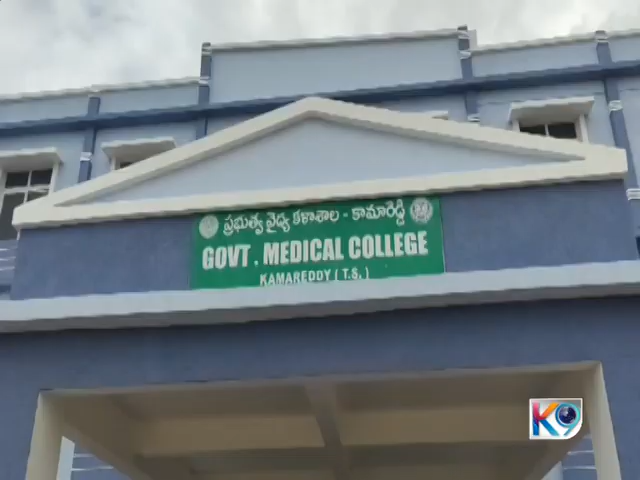 ప్రభుత్వ వైద్య కళాశాల - కామారెడ్డి
GOVT. MEDICAL COLLEGE
KAMAREDDY (T.S.)
K9